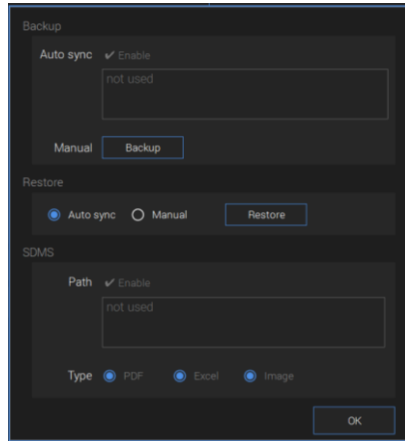 Backup
Auto sync ✔ Enable
not used
Manual Backup
Restore
Auto sync Manual Restore
SDMS
Path ✔ Enable
not used
Type PDF Excel Image
OK